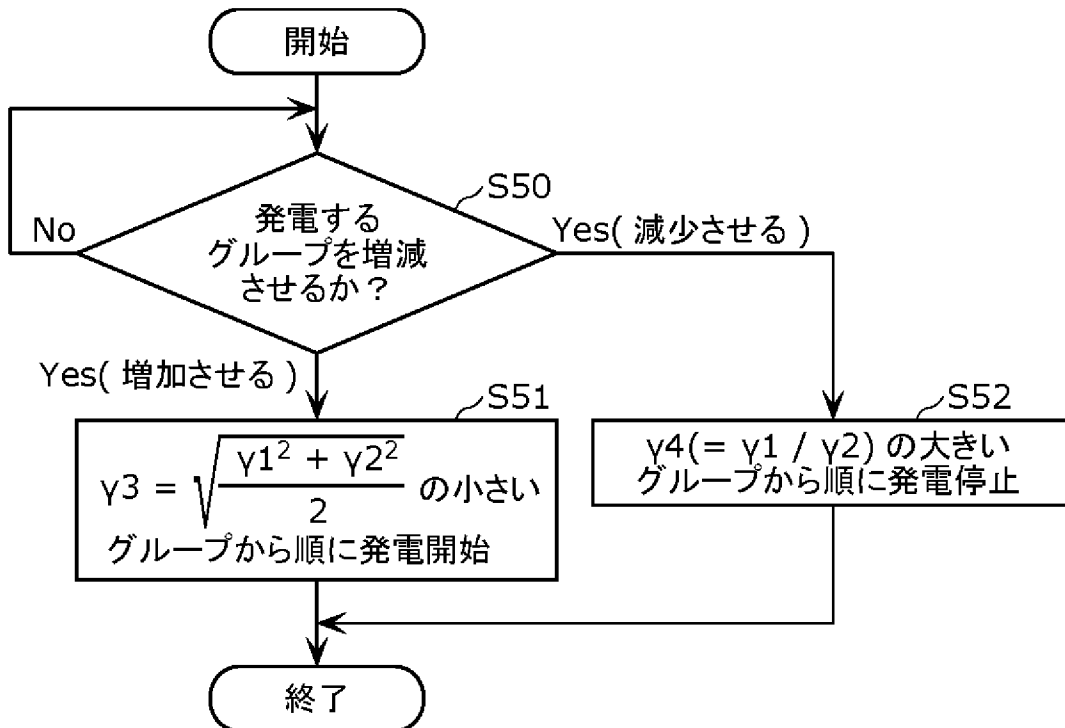 開始
S50
発電する
グループを増減
させるか？
No
Yes( 減少させる )
Yes( 増加させる )
S51
γ3 = √((γ1² + γ2²)/2) の小さい
グループから順に発電開始
S52
γ4(= γ1 / γ2) の大きい
グループから順に発電停止
終了